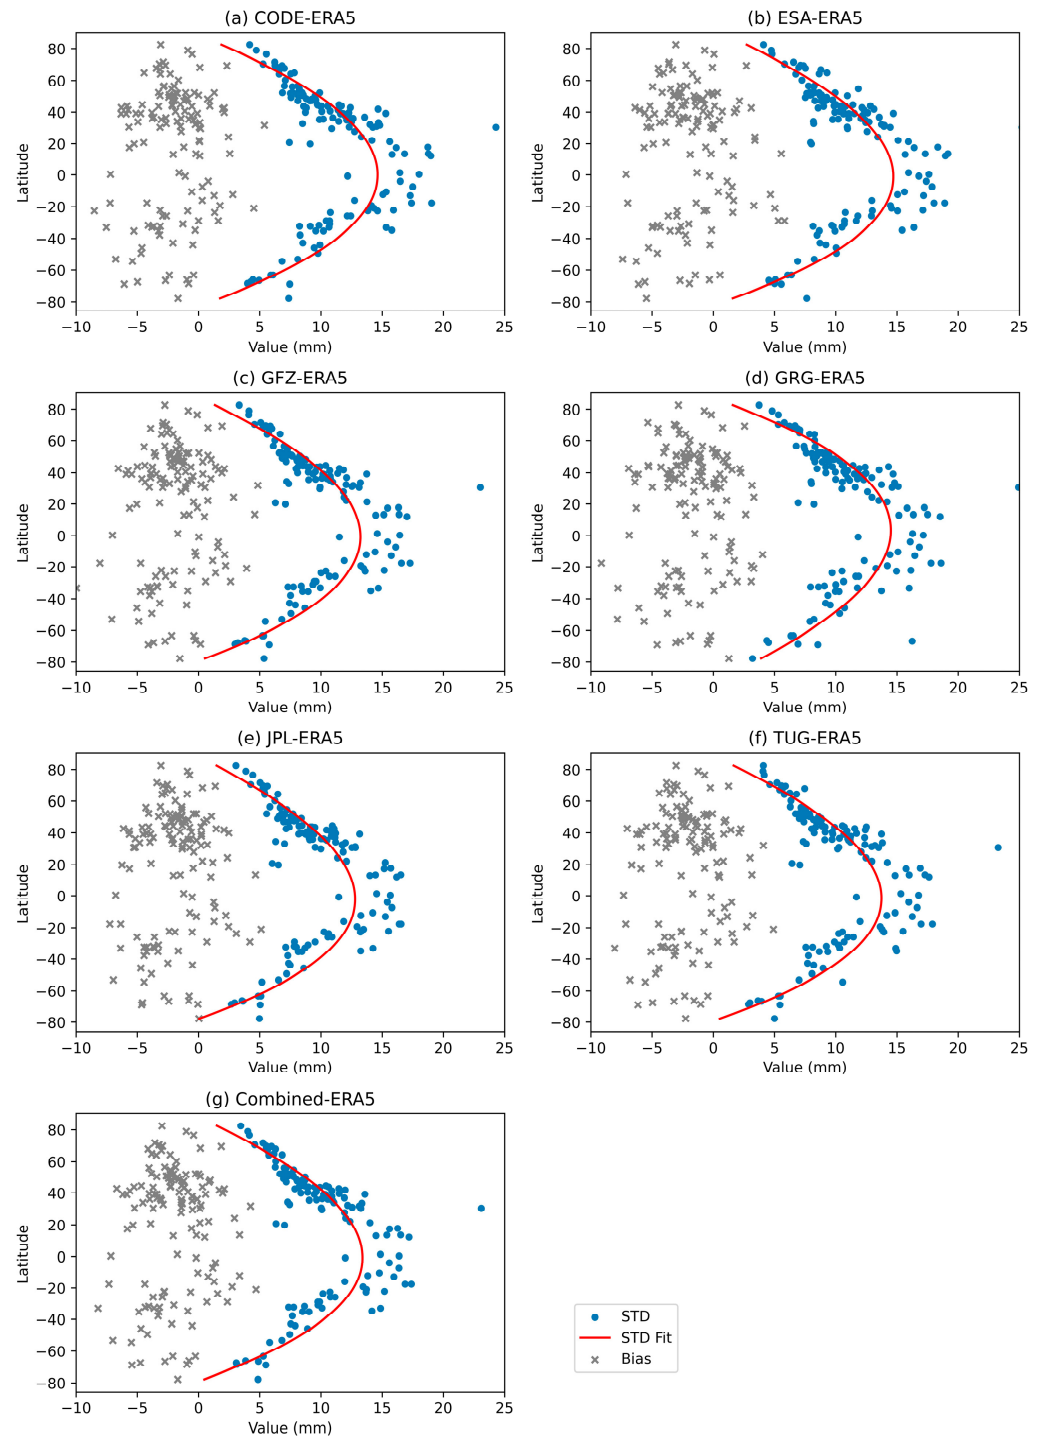 (a) CODE-ERA5
80
60
40
20
0
−20
−40
−60
−80
Latitude
−10 −5 0 5 10 15 20 25
Value (mm)
(b) ESA-ERA5
80
60
40
20
0
−20
−40
−60
−80
Latitude
−10 −5 0 5 10 15 20 25
Value (mm)
(c) GFZ-ERA5
80
60
40
20
0
−20
−40
−60
−80
Latitude
−10 −5 0 5 10 15 20 25
Value (mm)
(d) GRG-ERA5
80
60
40
20
0
−20
−40
−60
−80
Latitude
−10 −5 0 5 10 15 20 25
Value (mm)
(e) JPL-ERA5
80
60
40
20
0
−20
−40
−60
−80
Latitude
−10 −5 0 5 10 15 20 25
Value (mm)
(f) TUG-ERA5
80
60
40
20
0
−20
−40
−60
−80
Latitude
−10 −5 0 5 10 15 20 25
Value (mm)
(g) Combined-ERA5
80
60
40
20
0
−20
−40
−60
−80
Latitude
−10 −5 0 5 10 15 20 25
Value (mm)
STD
STD Fit
Bias